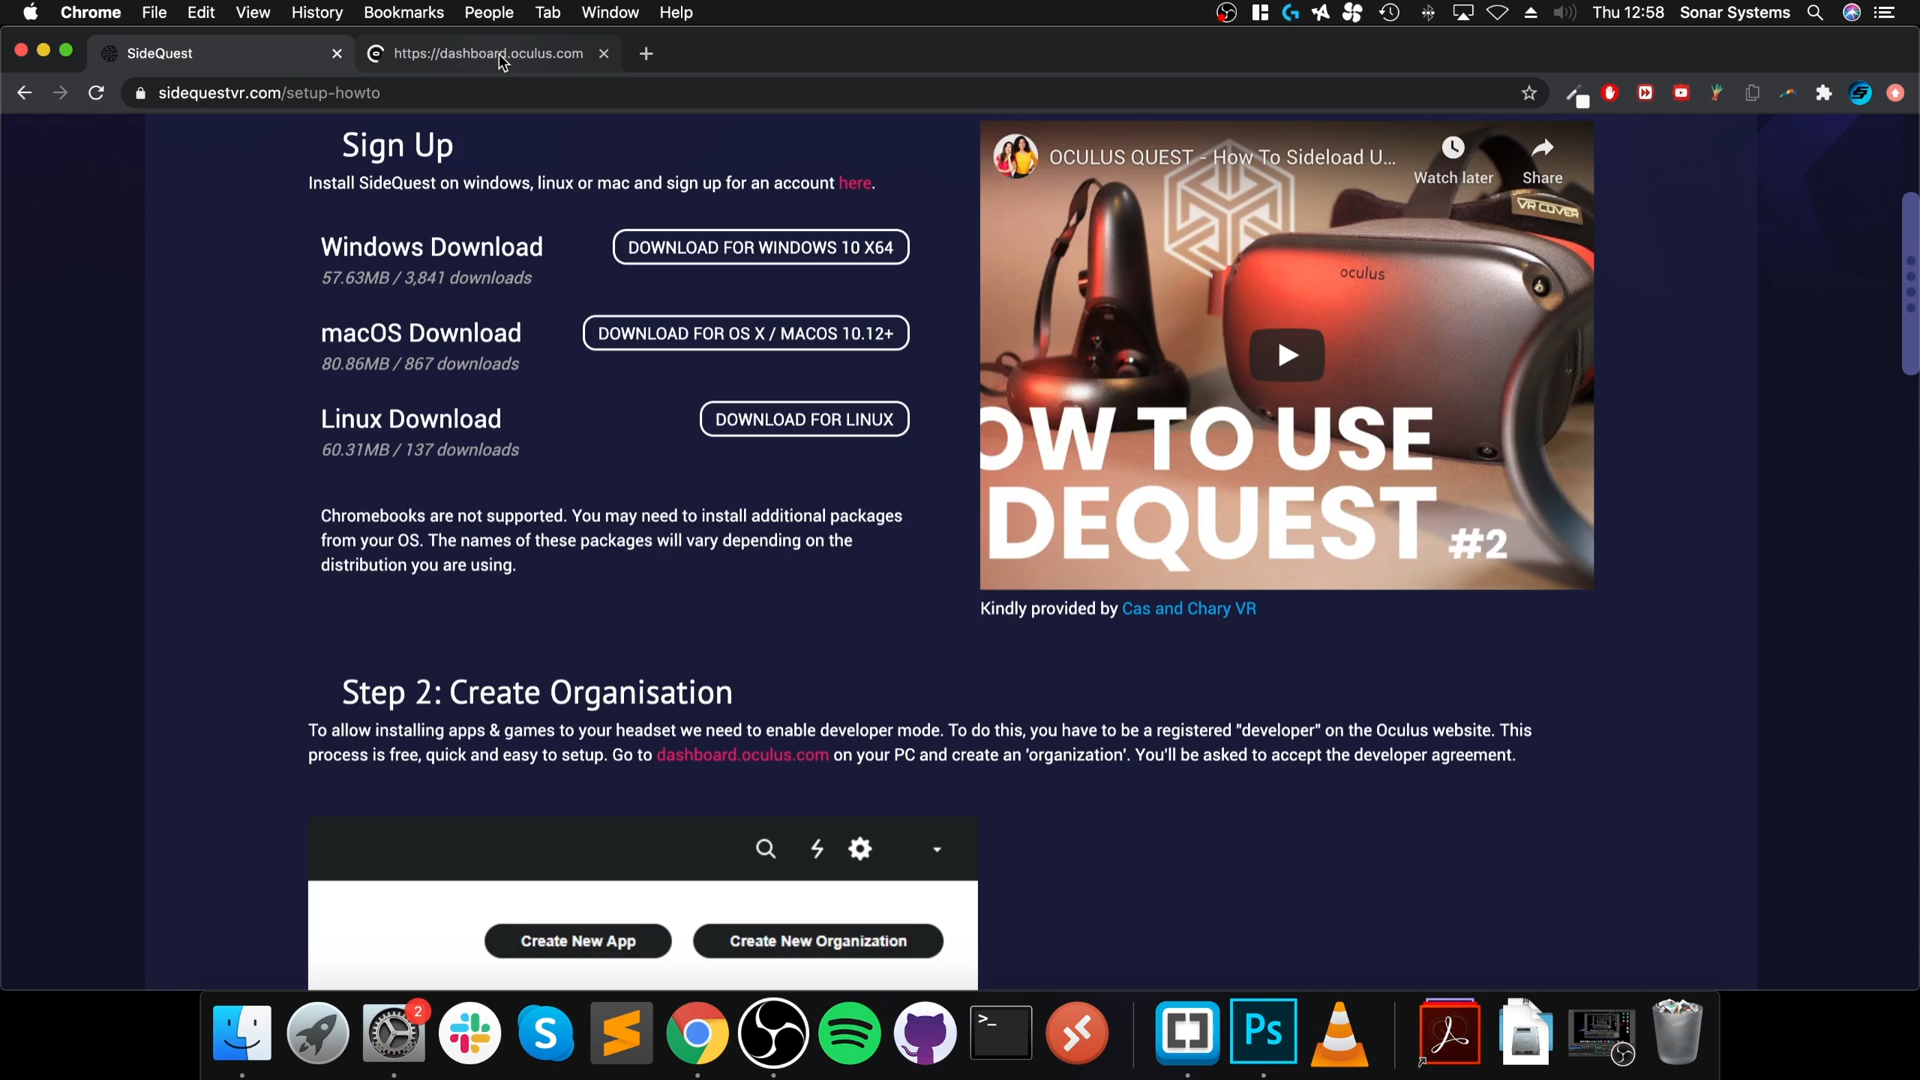 Chrome File Edit View History Bookmarks People Tab Window Help
Thu 12:58 Sonar Systems
SideQuest
https://dashboard.oculus.com
sidequestvr.com/setup-howto
Sign Up
Install SideQuest on windows, linux or mac and sign up for an account here.
Windows Download
DOWNLOAD FOR WINDOWS 10 X64
57.63MB / 3,841 downloads
macOS Download
DOWNLOAD FOR OS X / MACOS 10.12+
80.86MB / 867 downloads
Linux Download
DOWNLOAD FOR LINUX
60.31MB / 137 downloads
Chromebooks are not supported. You may need to install additional packages
from your OS. The names of these packages will vary depending on the
distribution you are using.
OCULUS QUEST - How To Sideload U...
Watch later
Share
VR COVER
oculus
OW TO USE
DEQUEST #2
Kindly provided by Cas and Chary VR
Step 2: Create Organisation
To allow installing apps & games to your headset we need to enable developer mode. To do this, you have to be a registered "developer" on the Oculus website. This
process is free, quick and easy to setup. Go to dashboard.oculus.com on your PC and create an 'organization'. You'll be asked to accept the developer agreement.
Create New App
Create New Organization
2
S
>_
Ps